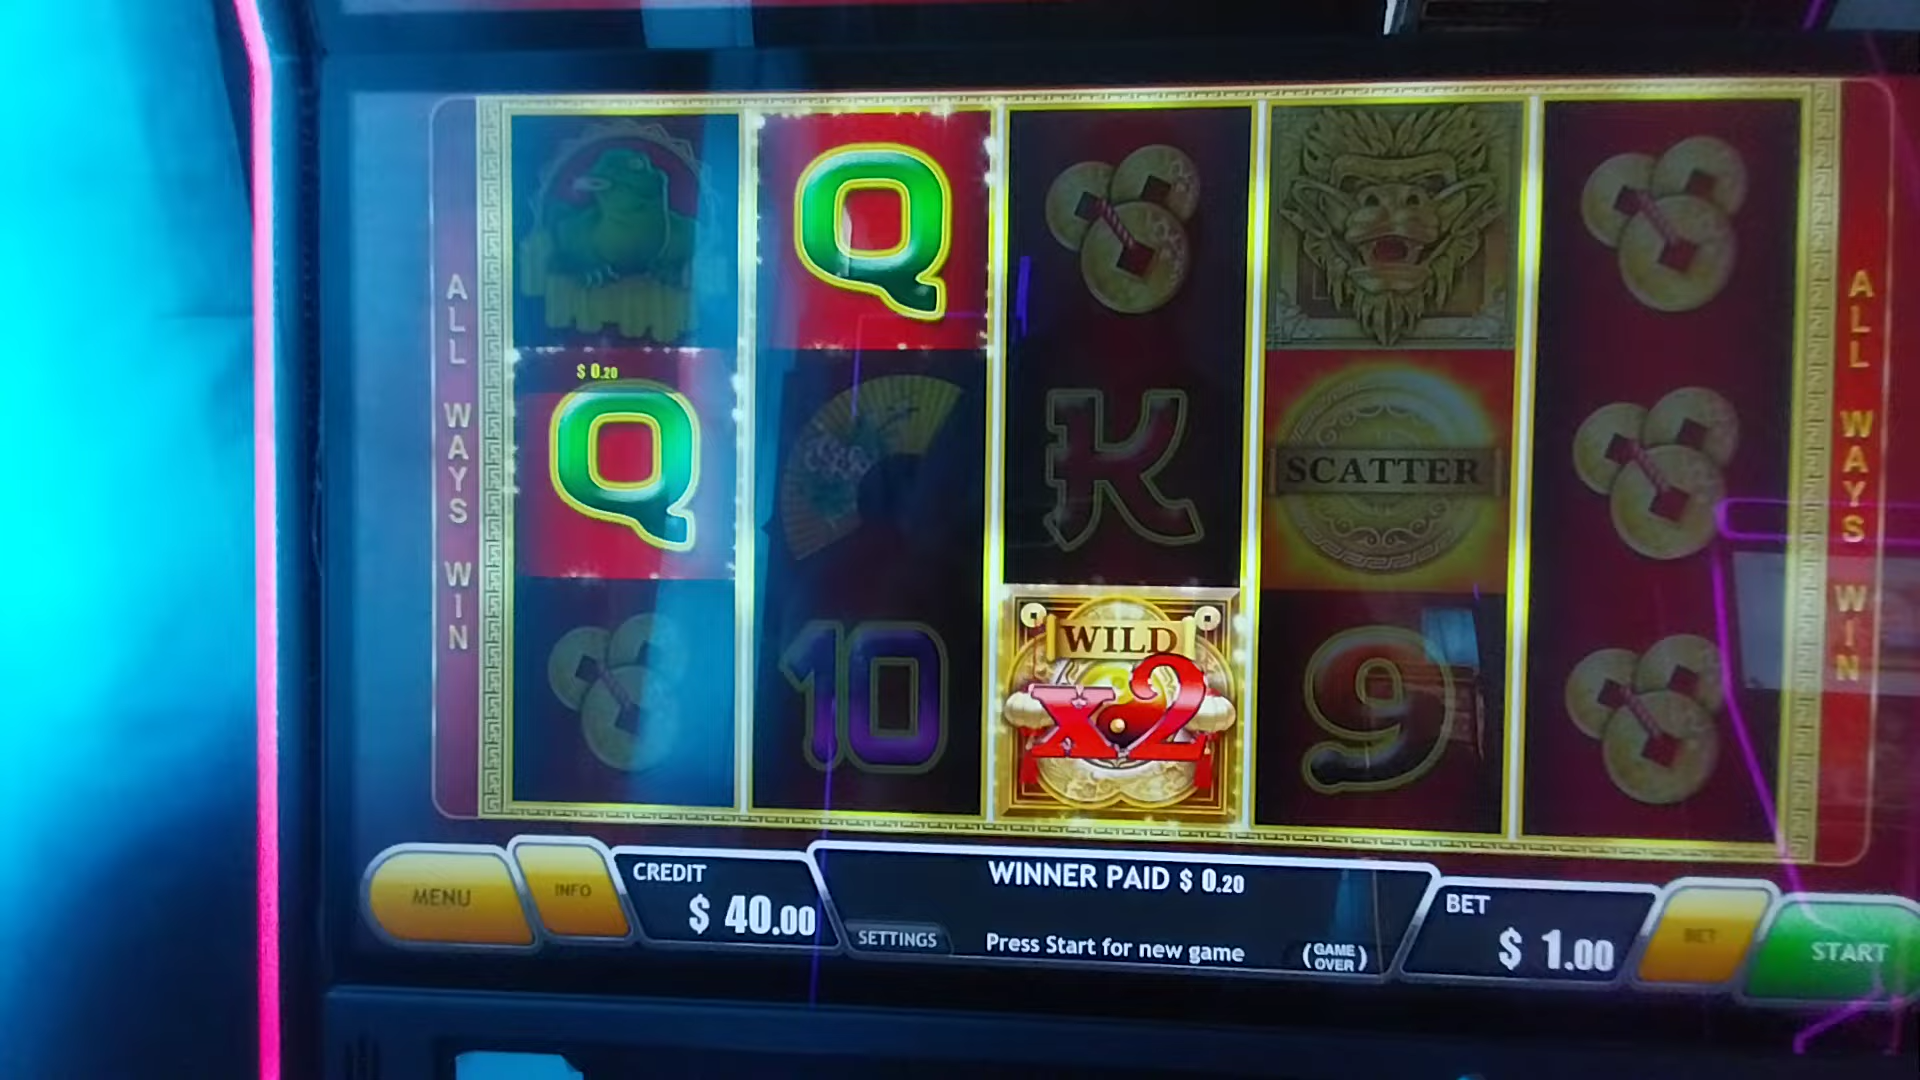 ALL WAYS WIN
Q
$ 0.20
Q
K
SCATTER
10
WILD
x2
9
ALL WAYS WIN
MENU
INFO
CREDIT
$ 40.00
SETTINGS
WINNER PAID $ 0.20
Press Start for new game
(GAME OVER)
BET
$ 1.00
BET
START